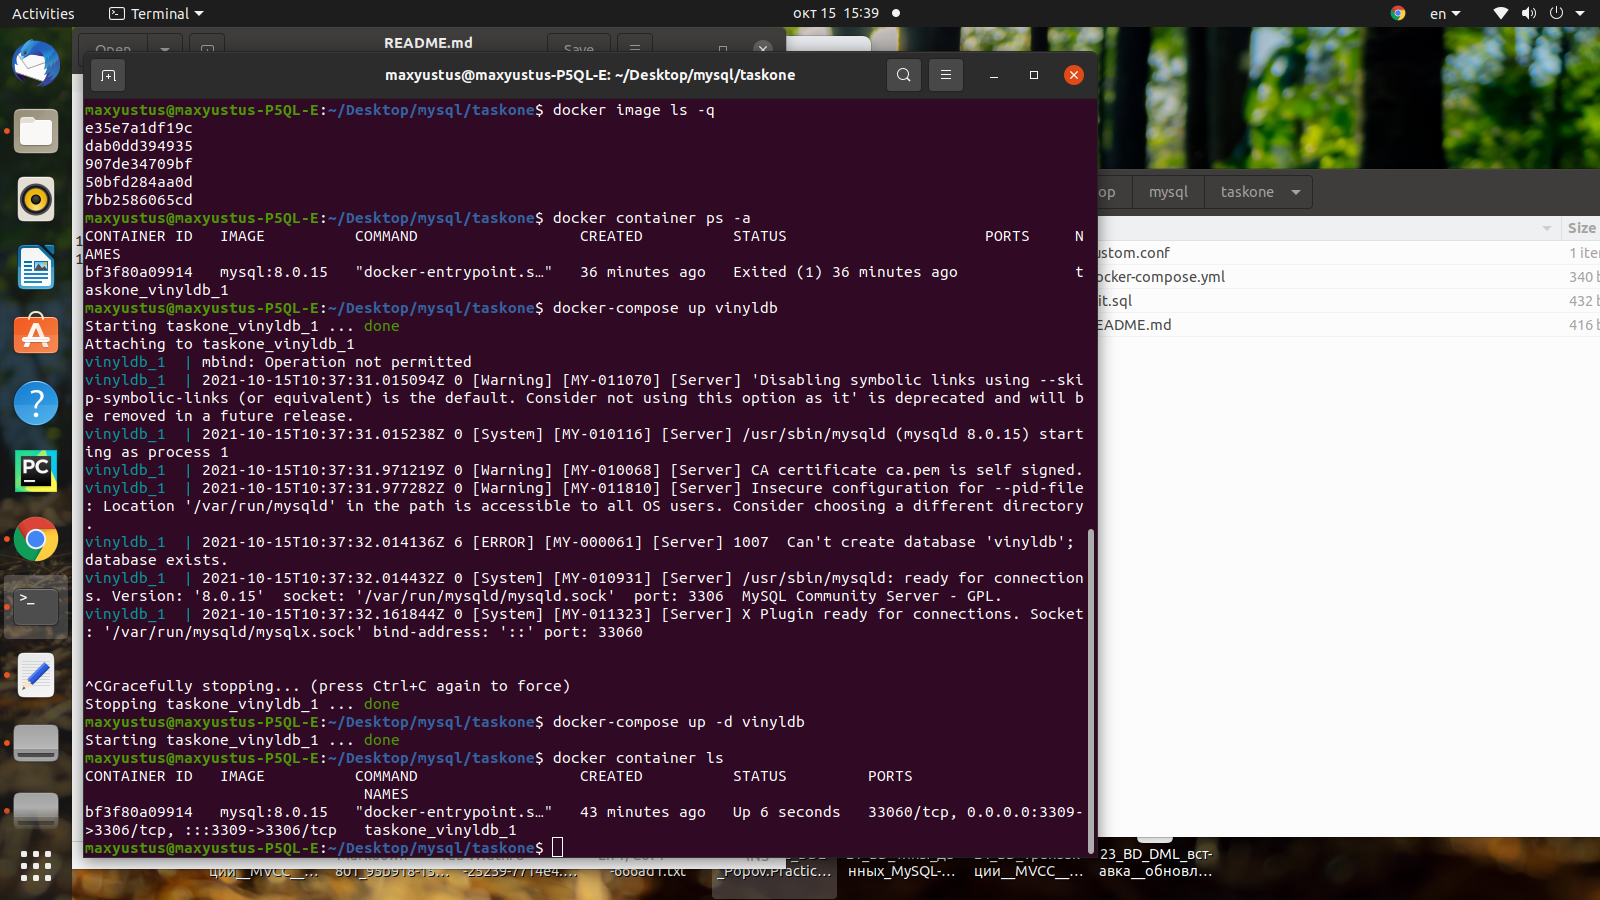 Activities
Terminal
окт 15 15:39
en
Open
README.md
Save
maxyustus@maxyustus-P5QL-E: ~/Desktop/mysql/taskone
maxyustus@maxyustus-P5QL-E:~/Desktop/mysql/taskone$ docker image ls -q
e35e7a1df19c
dab0dd394935
907de34709bf
50bfd284aa0d
7bb2586065cd
maxyustus@maxyustus-P5QL-E:~/Desktop/mysql/taskone$ docker container ps -a
CONTAINER ID   IMAGE          COMMAND                  CREATED          STATUS                      PORTS     N
AMES
bf3f80a09914   mysql:8.0.15   "docker-entrypoint.s…"   36 minutes ago   Exited (1) 36 minutes ago             t
askone_vinyldb_1
maxyustus@maxyustus-P5QL-E:~/Desktop/mysql/taskone$ docker-compose up vinyldb
Starting taskone_vinyldb_1 ... done
Attaching to taskone_vinyldb_1
vinyldb_1  | mbind: Operation not permitted
vinyldb_1  | 2021-10-15T10:37:31.015094Z 0 [Warning] [MY-011070] [Server] 'Disabling symbolic links using --ski
p-symbolic-links (or equivalent) is the default. Consider not using this option as it' is deprecated and will b
e removed in a future release.
vinyldb_1  | 2021-10-15T10:37:31.015238Z 0 [System] [MY-010116] [Server] /usr/sbin/mysqld (mysqld 8.0.15) start
ing as process 1
vinyldb_1  | 2021-10-15T10:37:31.971219Z 0 [Warning] [MY-010068] [Server] CA certificate ca.pem is self signed.
vinyldb_1  | 2021-10-15T10:37:31.977282Z 0 [Warning] [MY-011810] [Server] Insecure configuration for --pid-file
: Location '/var/run/mysqld' in the path is accessible to all OS users. Consider choosing a different directory
.
vinyldb_1  | 2021-10-15T10:37:32.014136Z 6 [ERROR] [MY-000061] [Server] 1007  Can't create database 'vinyldb';
database exists.
vinyldb_1  | 2021-10-15T10:37:32.014432Z 0 [System] [MY-010931] [Server] /usr/sbin/mysqld: ready for connection
s. Version: '8.0.15'  socket: '/var/run/mysqld/mysqld.sock'  port: 3306  MySQL Community Server - GPL.
vinyldb_1  | 2021-10-15T10:37:32.161844Z 0 [System] [MY-011323] [Server] X Plugin ready for connections. Socket
: '/var/run/mysqld/mysqlx.sock' bind-address: '::' port: 33060
^CGracefully stopping... (press Ctrl+C again to force)
Stopping taskone_vinyldb_1 ... done
maxyustus@maxyustus-P5QL-E:~/Desktop/mysql/taskone$ docker-compose up -d vinyldb
Starting taskone_vinyldb_1 ... done
maxyustus@maxyustus-P5QL-E:~/Desktop/mysql/taskone$ docker container ls
CONTAINER ID   IMAGE          COMMAND                  CREATED          STATUS         PORTS
NAMES
bf3f80a09914   mysql:8.0.15   "docker-entrypoint.s…"   43 minutes ago   Up 6 seconds   33060/tcp, 0.0.0.0:3309-
>3306/tcp, :::3309->3306/tcp   taskone_vinyldb_1
maxyustus@maxyustus-P5QL-E:~/Desktop/mysql/taskone$
op
mysql
taskone
Size
ustom.conf 1 ite
ocker-compose.yml 340 b
it.sql 432 b
EADME.md 416 b
PC
ции__MVCC__...
-25239-7714e4...
-666ad1.txt
_Popov.Practic...
нных_MySQL-...
ции__MVCC__...
23_BD_DML_вст-
авка__обновл...